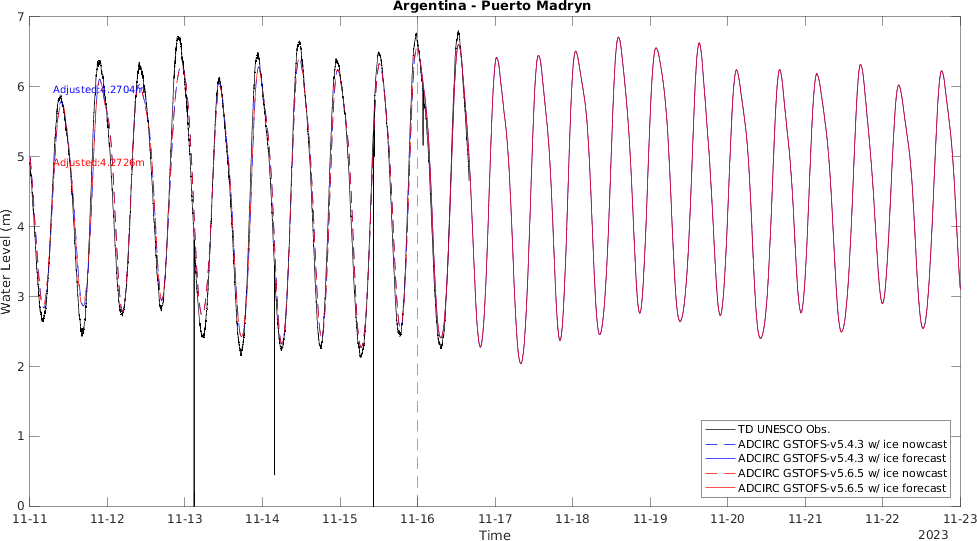 Argentina - Puerto Madryn
7
6
5
4
3
2
1
0
Water Level (m)
Adjusted:4.2704m
Adjusted:4.2726m
TD UNESCO Obs.
ADCIRC GSTOFS-v5.4.3 w/ ice nowcast
ADCIRC GSTOFS-v5.4.3 w/ ice forecast
ADCIRC GSTOFS-v5.6.5 w/ ice nowcast
ADCIRC GSTOFS-v5.6.5 w/ ice forecast
11-11 11-12 11-13 11-14 11-15 11-16 11-17 11-18 11-19 11-20 11-21 11-22 11-23
Time
2023